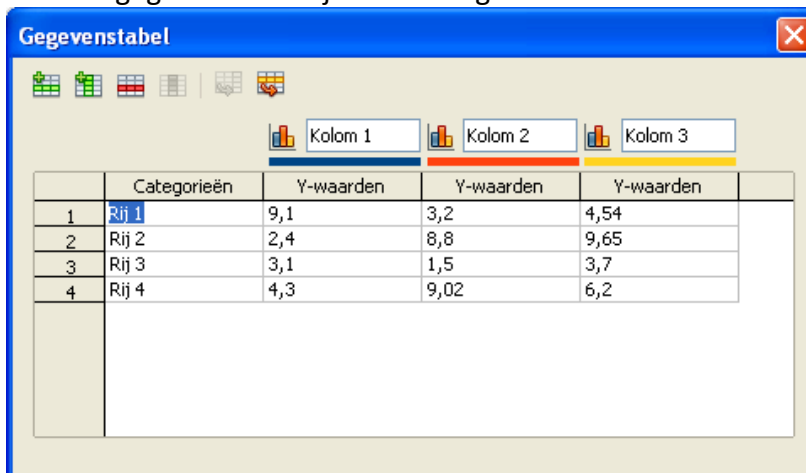 Gegevenstabel
Kolom 1 Kolom 2 Kolom 3
Categorieën Y-waarden Y-waarden Y-waarden
1 Rij 1 9,1 3,2 4,54
2 Rij 2 2,4 8,8 9,65
3 Rij 3 3,1 1,5 3,7
4 Rij 4 4,3 9,02 6,2